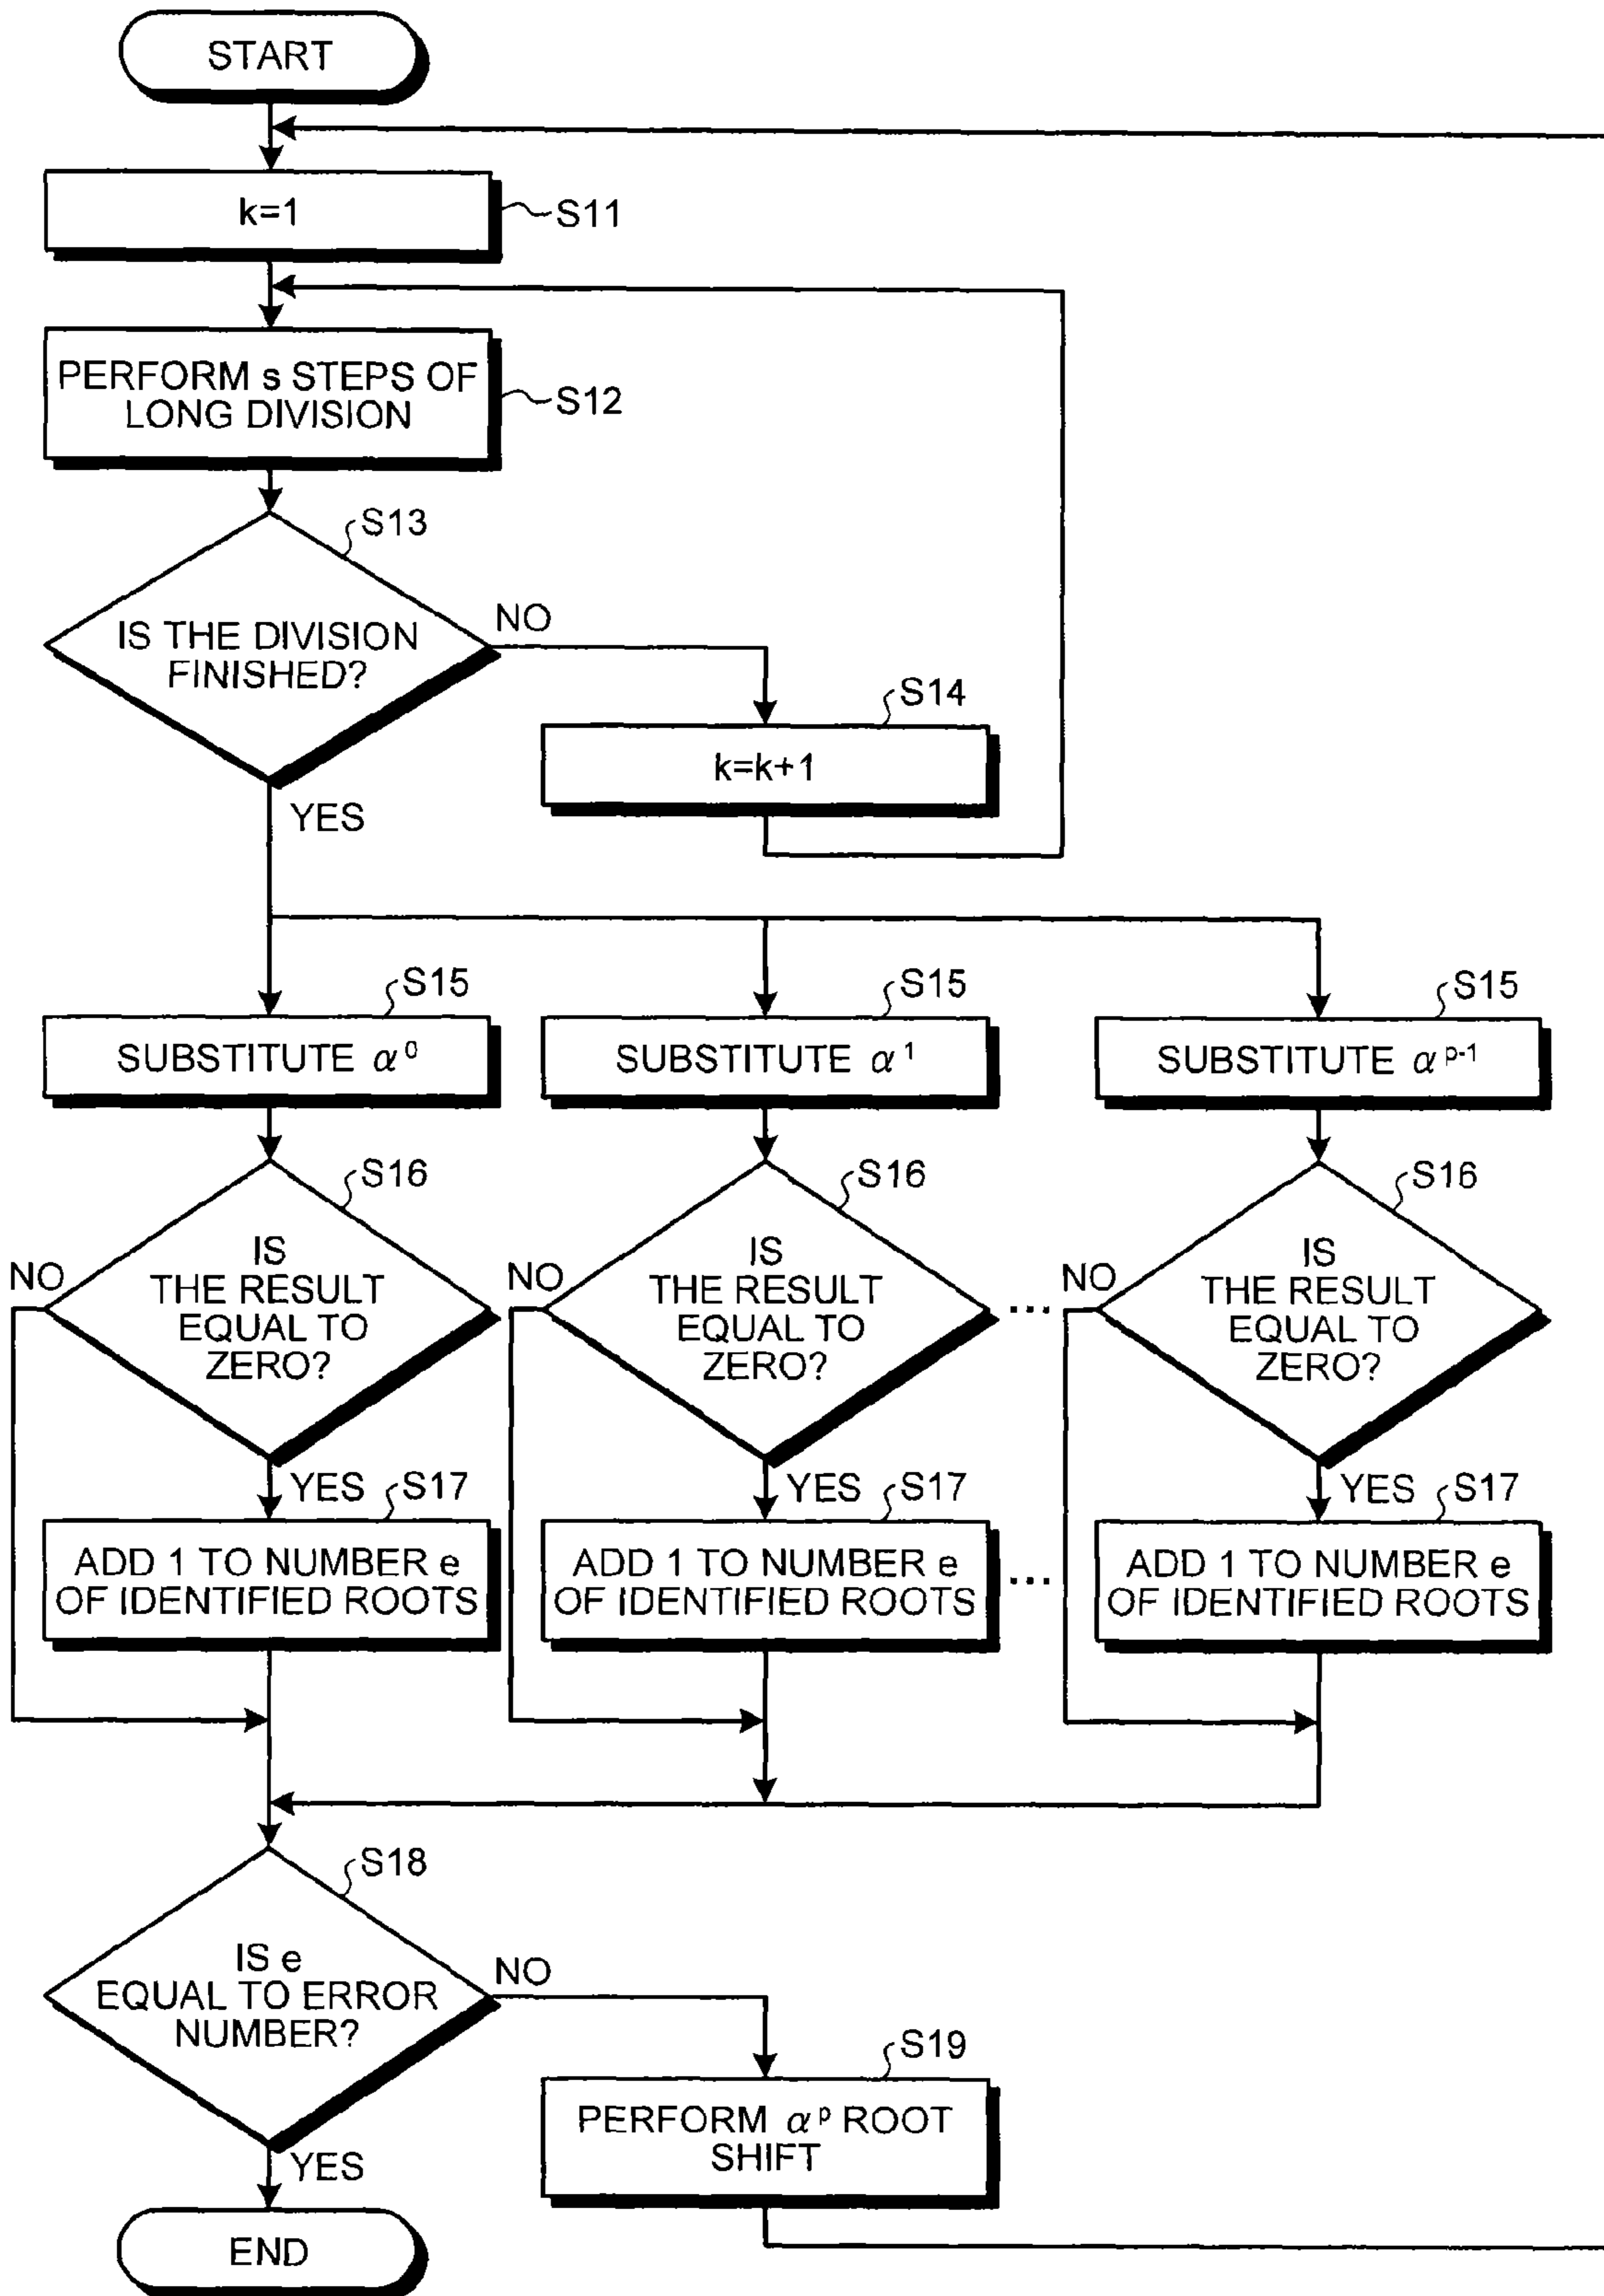 START
k=1
S11
PERFORM s STEPS OF
LONG DIVISION
S12
S13
IS THE DIVISION
FINISHED?
NO
S14
k=k+1
YES
S15
S15
S15
SUBSTITUTE α⁰
SUBSTITUTE α¹
SUBSTITUTE αᵖ⁻¹
S16
S16
S16
NO
IS
THE RESULT
EQUAL TO
ZERO?
NO
IS
THE RESULT
EQUAL TO
ZERO?
...
NO
IS
THE RESULT
EQUAL TO
ZERO?
YES
S17
YES
S17
YES
S17
ADD 1 TO NUMBER e
OF IDENTIFIED ROOTS
ADD 1 TO NUMBER e
OF IDENTIFIED ROOTS
...
ADD 1 TO NUMBER e
OF IDENTIFIED ROOTS
S18
IS e
EQUAL TO ERROR
NUMBER?
NO
S19
PERFORM αᵖ ROOT
SHIFT
YES
END